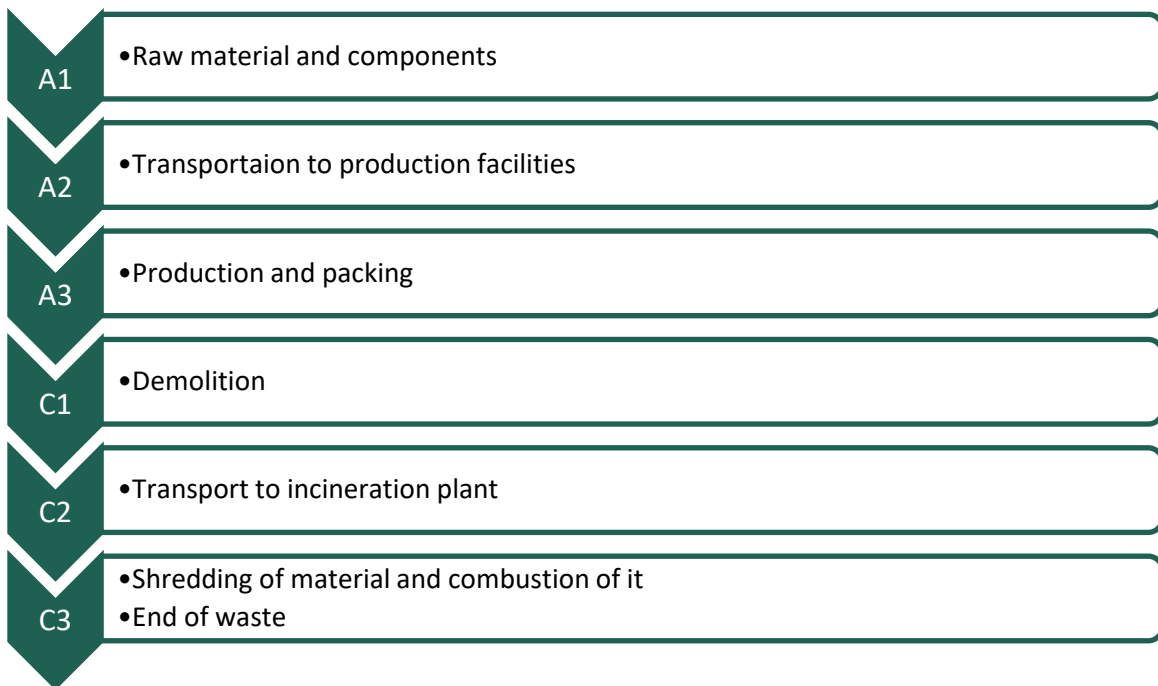 A1
•Raw material and components
A2
•Transportaion to production facilities
A3
•Production and packing
C1
•Demolition
C2
•Transport to incineration plant
C3
•Shredding of material and combustion of it
•End of waste